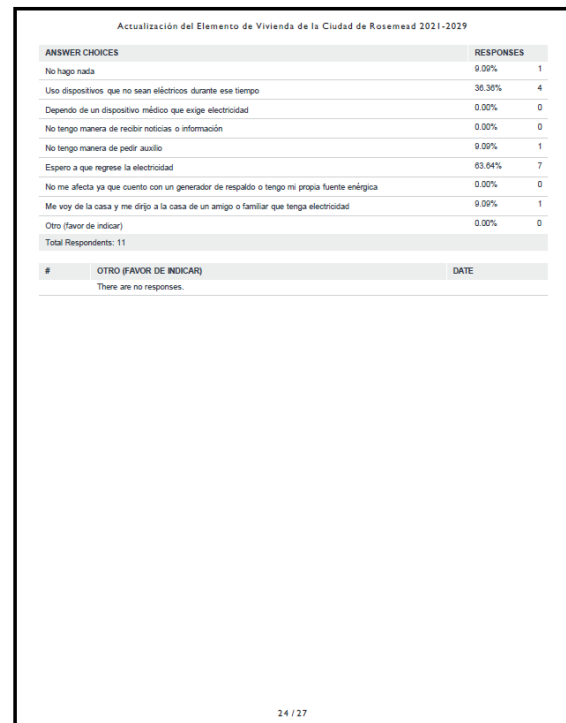 Actualización del Elemento de Vivienda de la Ciudad de Rosemead 2021-2029
ANSWER CHOICES RESPONSES
No hago nada 9.09% 1
Uso dispositivos que no sean eléctricos durante ese tiempo 36.36% 4
Dependo de un dispositivo médico que exige electricidad 0.00% 0
No tengo manera de recibir noticias o información 0.00% 0
No tengo manera de pedir auxilio 9.09% 1
Espero a que regrese la electricidad 63.64% 7
No me afecta ya que cuento con un generador de respaldo o tengo mi propia fuente enérgica 0.00% 0
Me voy de la casa y me dirijo a la casa de un amigo o familiar que tenga electricidad 9.09% 1
Otro (favor de indicar) 0.00% 0
Total Respondents: 11
# OTRO (FAVOR DE INDICAR) DATE
There are no responses.
24 / 27